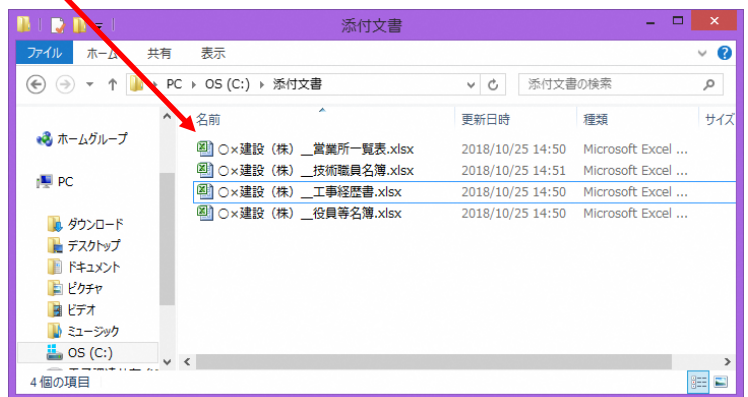 添付文書
ファイル ホーム 共有 表示
PC OS (C:) 添付文書 添付文書の検索
名前 更新日時 種類 サイズ
ホームグループ
PC
ダウンロード
デスクトップ
ドキュメント
ピクチャ
ビデオ
ミュージック
OS (C:)
○×建設（株）__営業所一覧表.xlsx 2018/10/25 14:50 Microsoft Excel ...
○×建設（株）__技術職員名簿.xlsx 2018/10/25 14:51 Microsoft Excel ...
○×建設（株）__工事経歴書.xlsx 2018/10/25 14:50 Microsoft Excel ...
○×建設（株）__役員等名簿.xlsx 2018/10/25 14:50 Microsoft Excel ...
4 個の項目